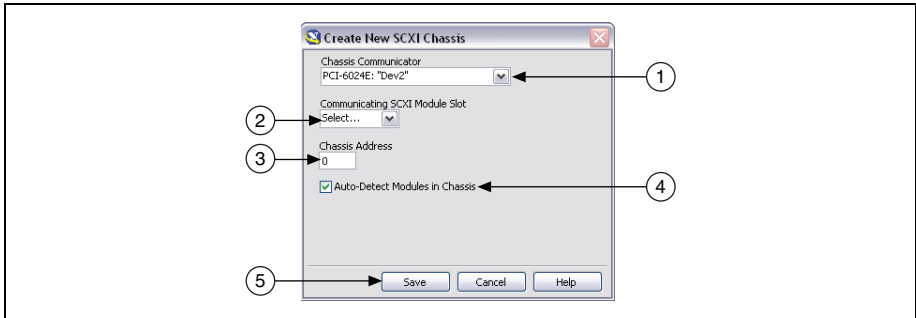 Create New SCXI Chassis
Chassis Communicator
PCI-6024E: "Dev2"
1
Communicating SCXI Module Slot
Select...
2
Chassis Address
0
3
Auto-Detect Modules in Chassis
4
5
Save Cancel Help